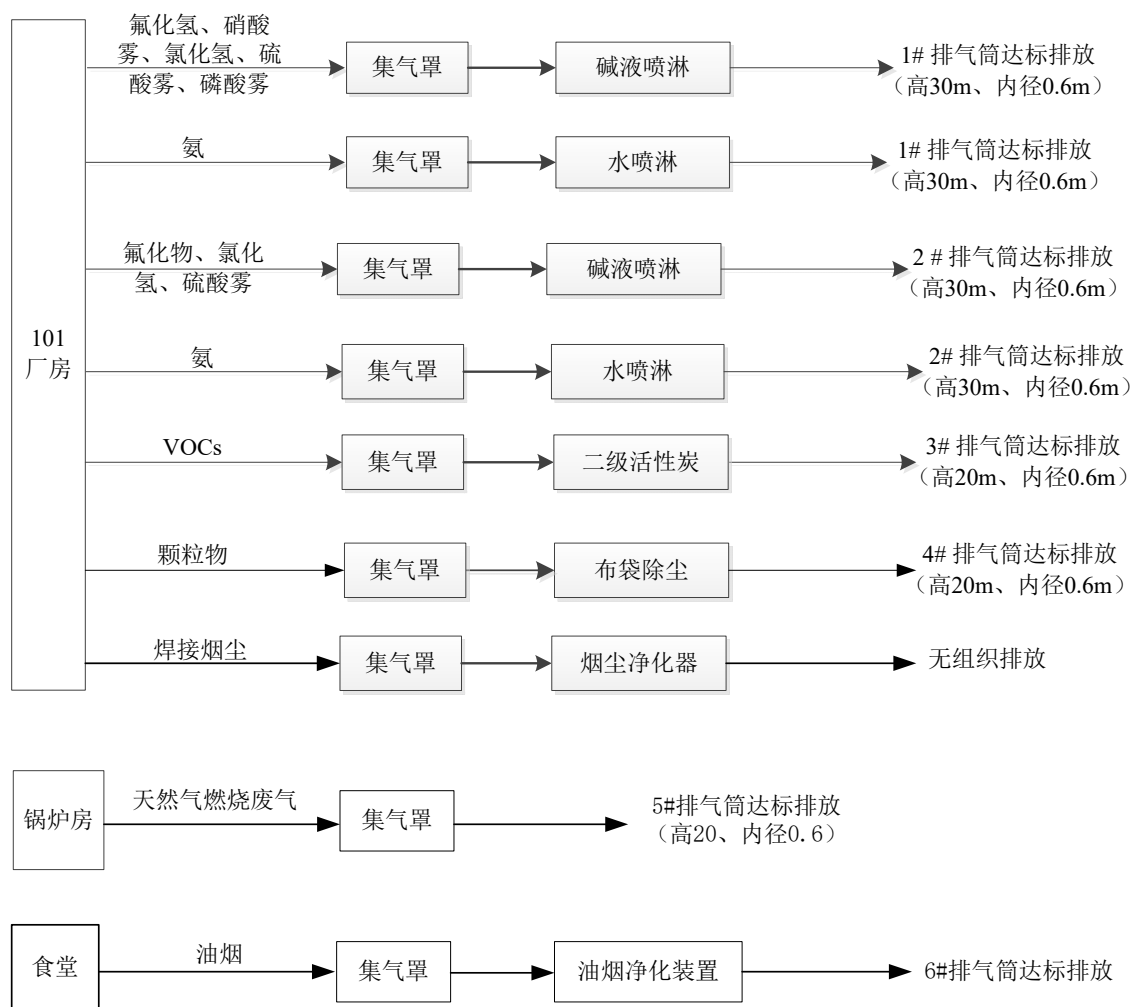 101
厂房
氟化氢、硝酸
雾、氯化氢、硫
酸雾、磷酸雾
集气罩
碱液喷淋
1# 排气筒达标排放
（高30m、内径0.6m）
氨
集气罩
水喷淋
1# 排气筒达标排放
（高30m、内径0.6m）
氟化物、氯化
氢、硫酸雾
集气罩
碱液喷淋
2 # 排气筒达标排放
（高30m、内径0.6m）
氨
集气罩
水喷淋
2# 排气筒达标排放
（高30m、内径0.6m）
VOCs
集气罩
二级活性炭
3# 排气筒达标排放
（高20m、内径0.6m）
颗粒物
集气罩
布袋除尘
4# 排气筒达标排放
（高20m、内径0.6m）
焊接烟尘
集气罩
烟尘净化器
无组织排放
锅炉房
天然气燃烧废气
集气罩
5#排气筒达标排放
（高20、内径0.6）
食堂
油烟
集气罩
油烟净化装置
6#排气筒达标排放